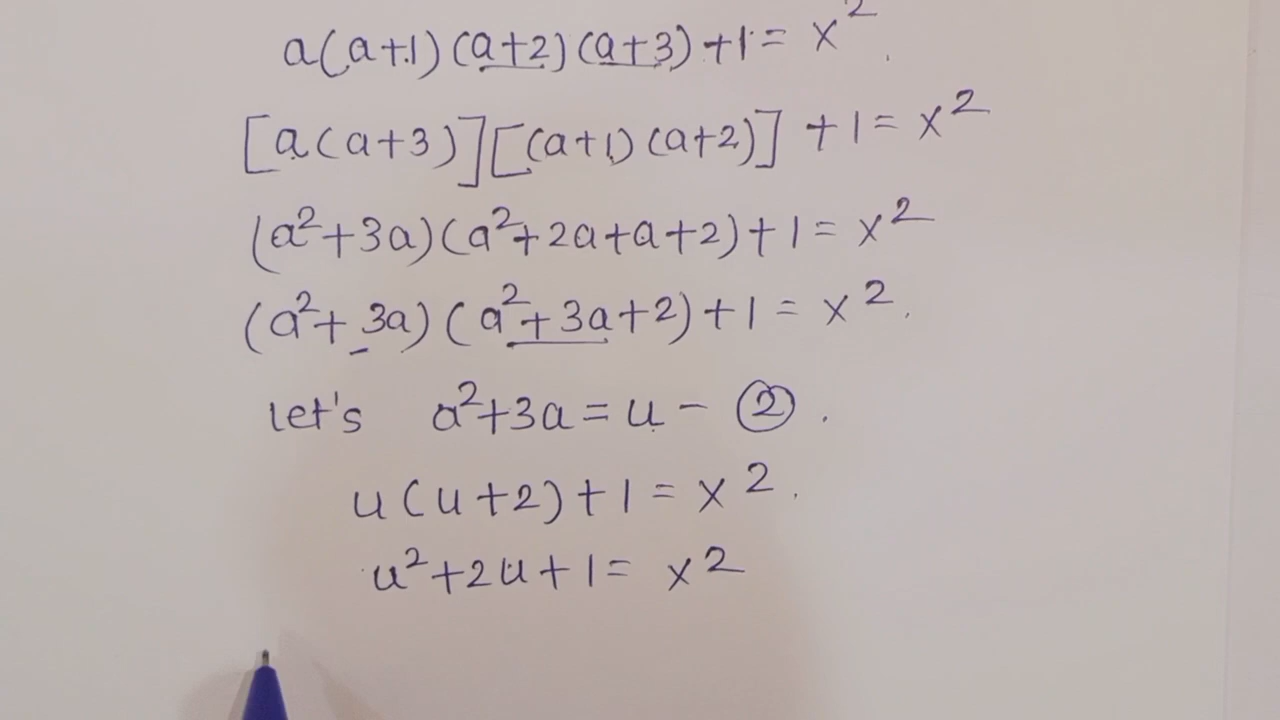 a(a+1)(a+2)(a+3)+1= x²
[a(a+3)][(a+1)(a+2)]+1= x²
(a²+3a)(a²+2a+a+2)+1= x²
(a²+3a)(a²+3a+2)+1= x².
let's a²+3a=u-②.
u(u+2)+1=x².
u²+2u+1= x²